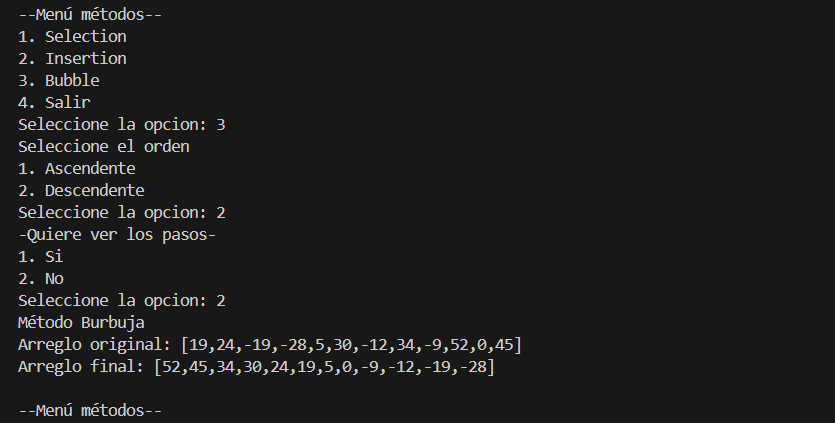 --Menú métodos--
1. Selection
2. Insertion
3. Bubble
4. Salir
Seleccione la opcion: 3
Seleccione el orden
1. Ascendente
2. Descendente
Seleccione la opcion: 2
-Quiere ver los pasos-
1. Si
2. No
Seleccione la opcion: 2
Método Burbuja
Arreglo original: [19,24,-19,-28,5,30,-12,34,-9,52,0,45]
Arreglo final: [52,45,34,30,24,19,5,0,-9,-12,-19,-28]
--Menú métodos--